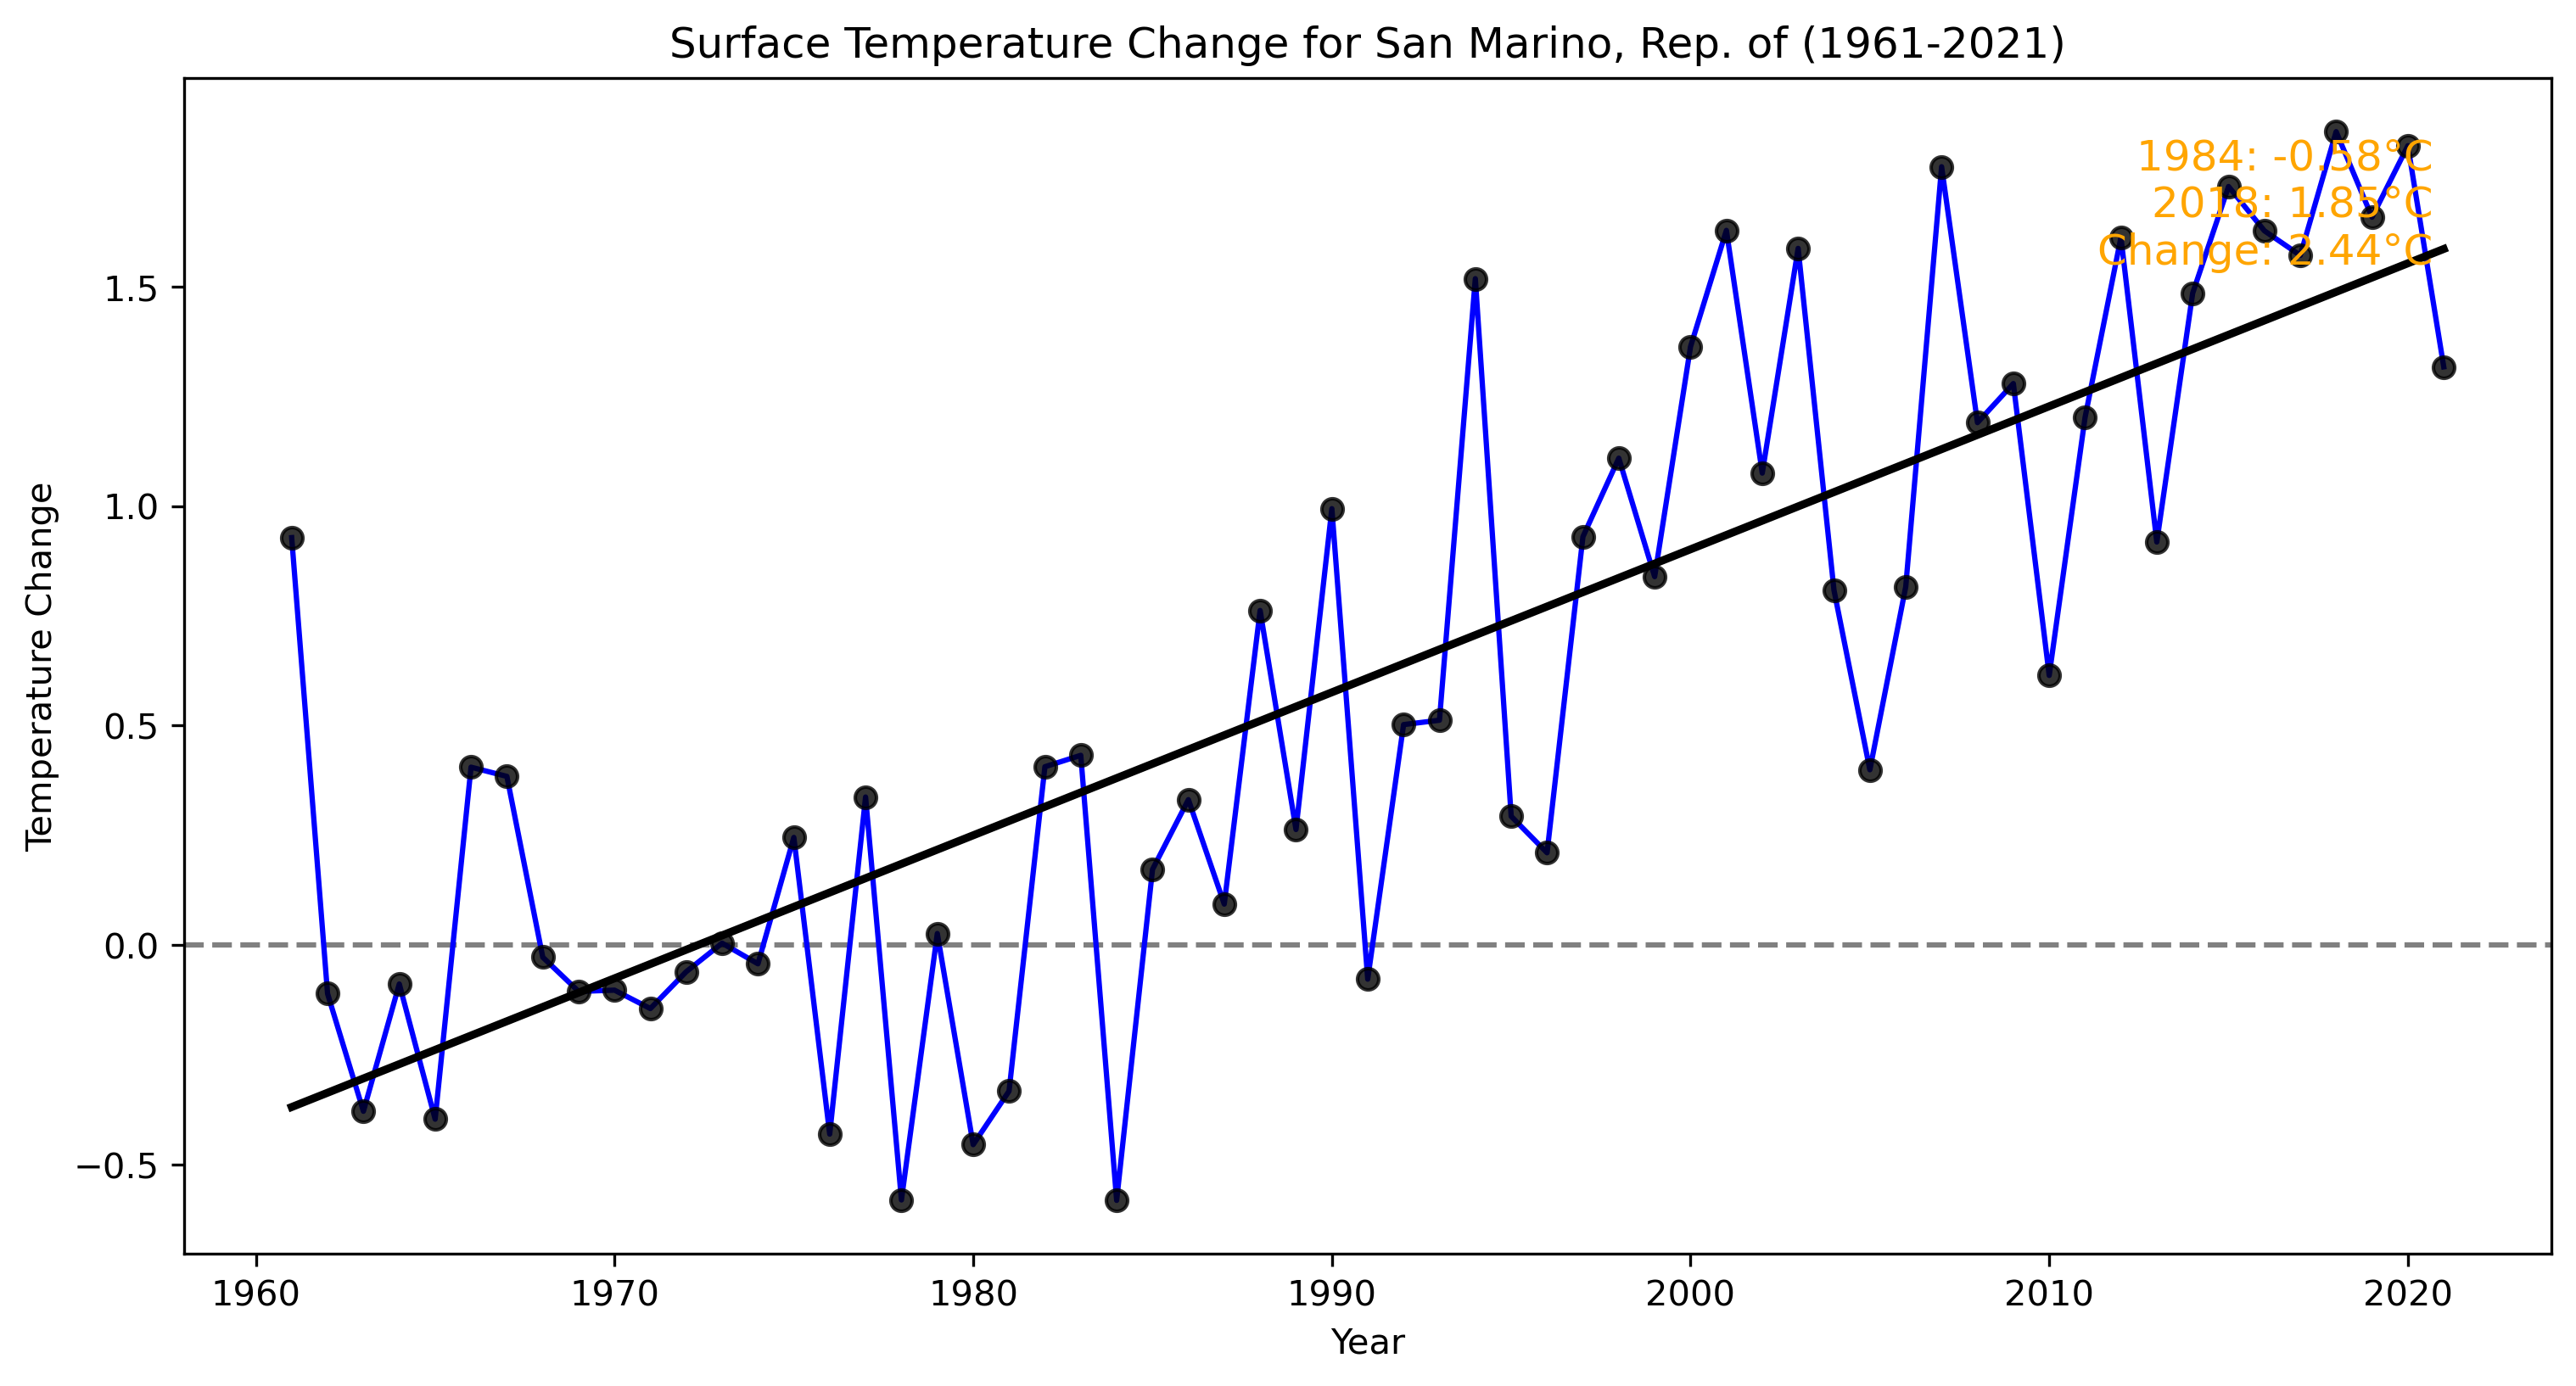 Surface Temperature Change for San Marino, Rep. of (1961-2021)
1984: -0.58°C
2018: 1.85°C
Change: 2.44°C
Temperature Change
1.5
1.0
0.5
0.0
−0.5
1960 1970 1980 1990 2000 2010 2020
Year